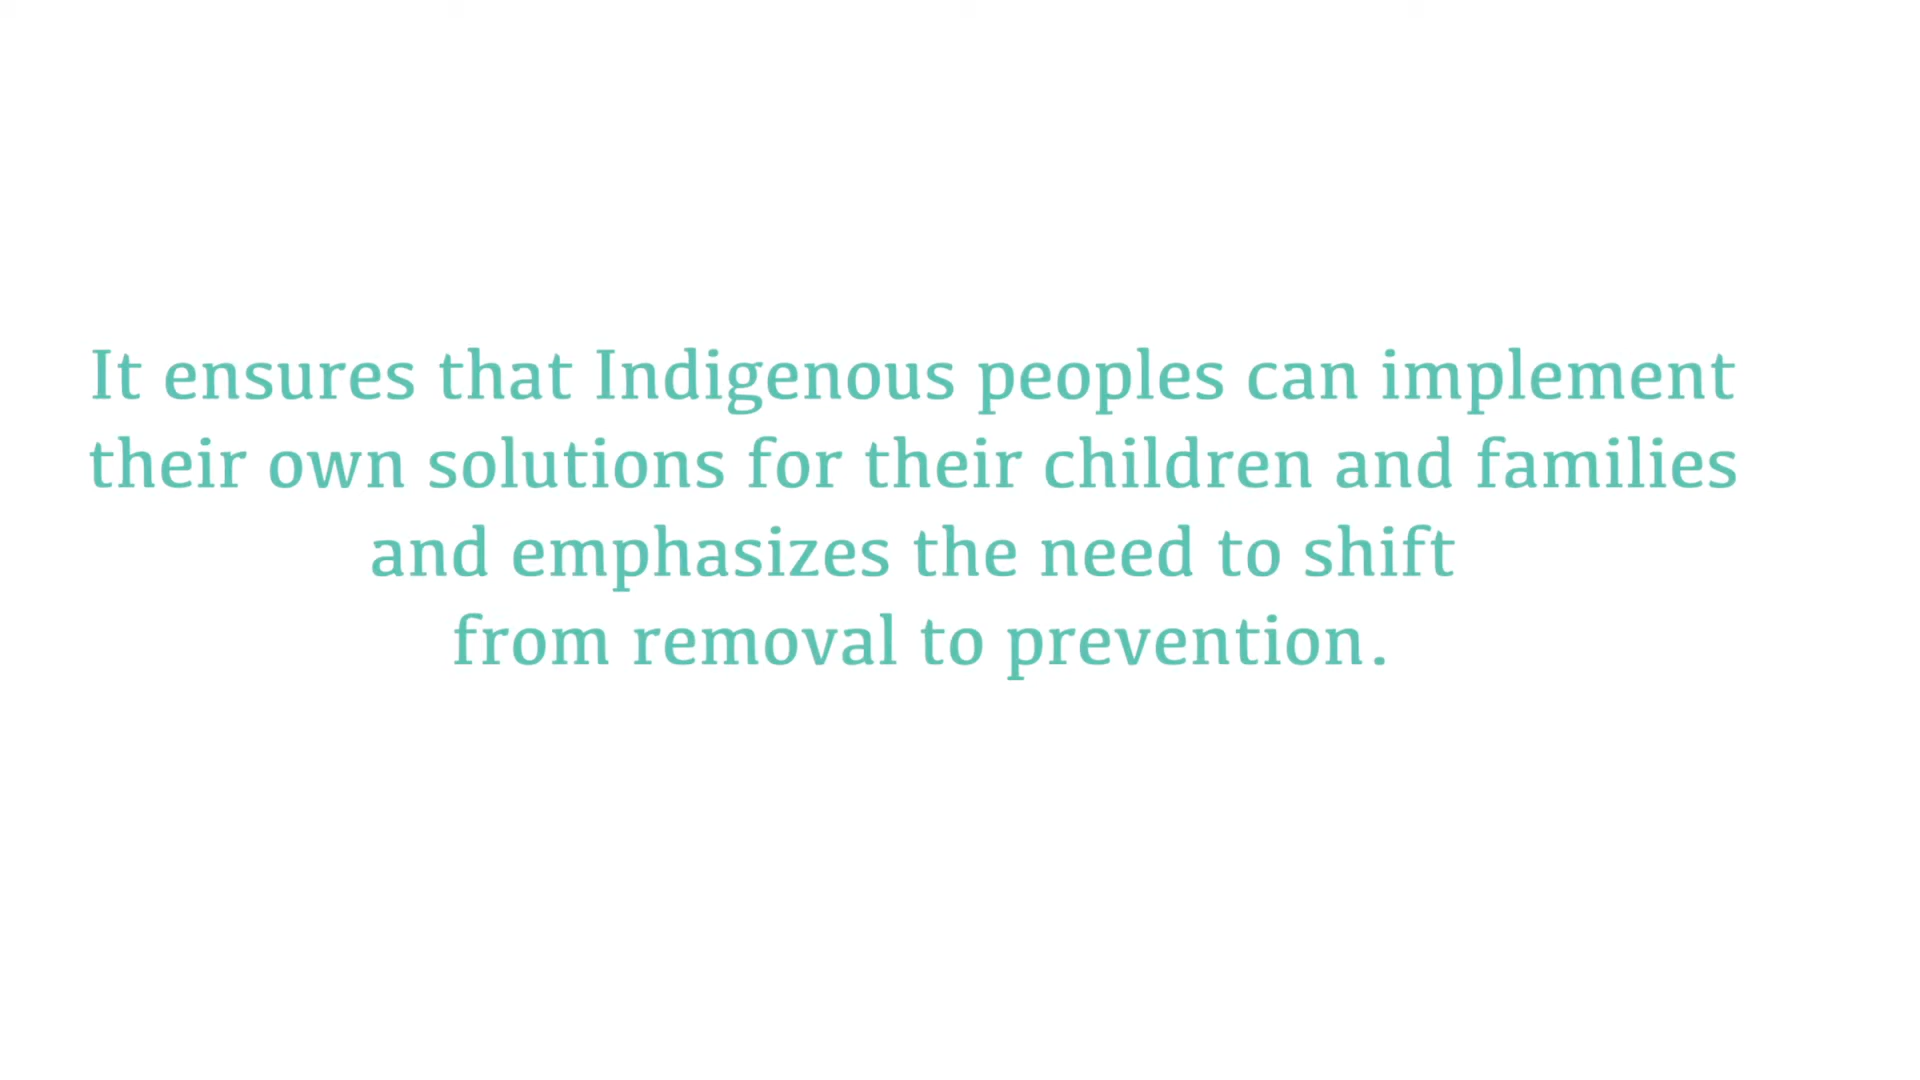 It ensures that Indigenous peoples can implement
their own solutions for their children and families
and emphasizes the need to shift
from removal to prevention.